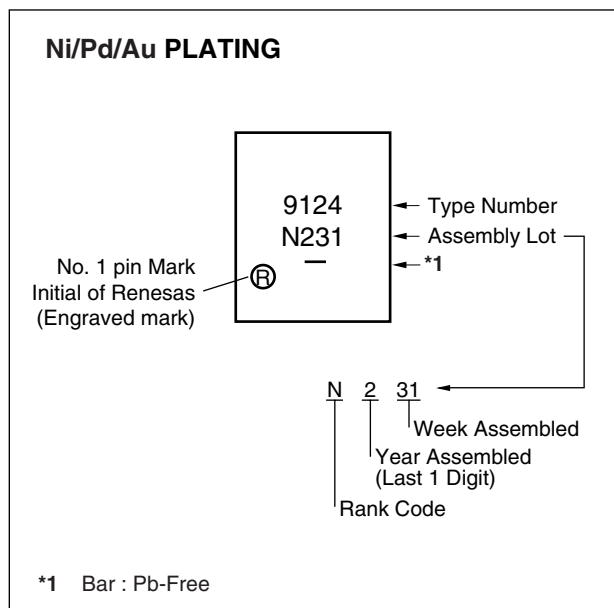 Ni/Pd/Au PLATING
9124
N231
Type Number
Assembly Lot
*1
No. 1 pin Mark
Initial of Renesas
(Engraved mark)
R
N 2 31
Week Assembled
Year Assembled
(Last 1 Digit)
Rank Code
*1 Bar : Pb-Free